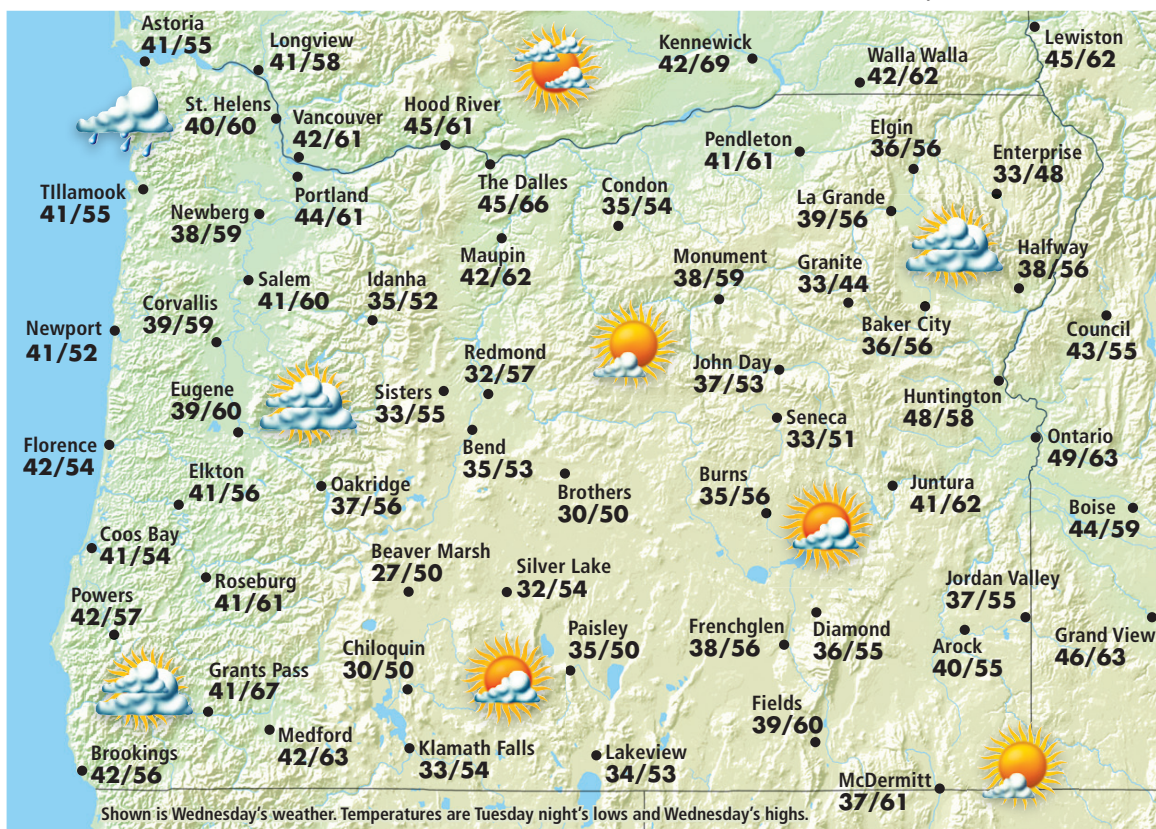 Astoria
41/55
Longview
41/58
Kennewick
42/69
Walla Walla
42/62
Lewiston
45/62
St. Helens
40/60
Vancouver
42/61
Hood River
45/61
Pendleton
41/61
Elgin
36/56
Enterprise
33/48
TIllamook
41/55
Newberg
38/59
Portland
44/61
The Dalles
45/66
Condon
35/54
La Grande
39/56
Maupin
42/62
Monument
38/59
Granite
33/44
Halfway
38/56
Salem
41/60
Idanha
35/52
Corvallis
39/59
Newport
41/52
Baker City
36/56
Council
43/55
Redmond
32/57
John Day
37/53
Eugene
39/60
Sisters
33/55
Huntington
48/58
Seneca
33/51
Florence
42/54
Bend
35/53
Ontario
49/63
Elkton
41/56
Oakridge
37/56
Brothers
30/50
Burns
35/56
Juntura
41/62
Boise
44/59
Coos Bay
41/54
Beaver Marsh
27/50
Silver Lake
32/54
Roseburg
41/61
Jordan Valley
37/55
Powers
42/57
Chiloquin
30/50
Paisley
35/50
Frenchglen
38/56
Diamond
36/55
Arock
40/55
Grand View
46/63
Grants Pass
41/67
Fields
39/60
Medford
42/63
Klamath Falls
33/54
Lakeview
34/53
Brookings
42/56
McDermitt
37/61
Shown is Wednesday's weather. Temperatures are Tuesday night's lows and Wednesday's highs.